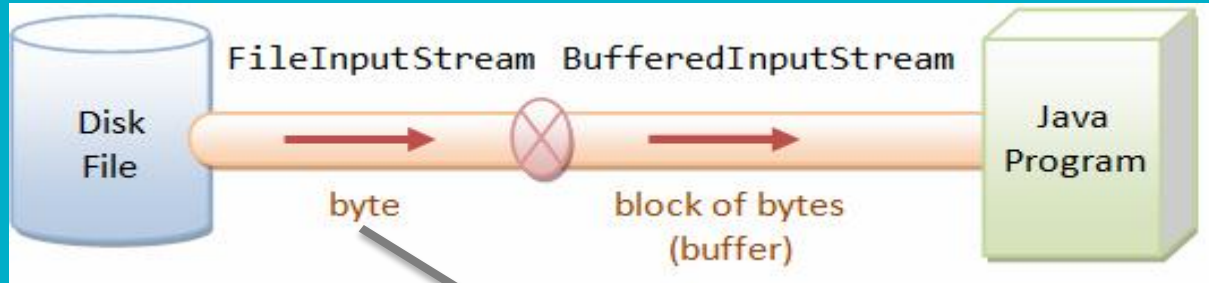 FileInputStream BufferedInputStream
Disk
File
Java
Program
byte
block of bytes
(buffer)